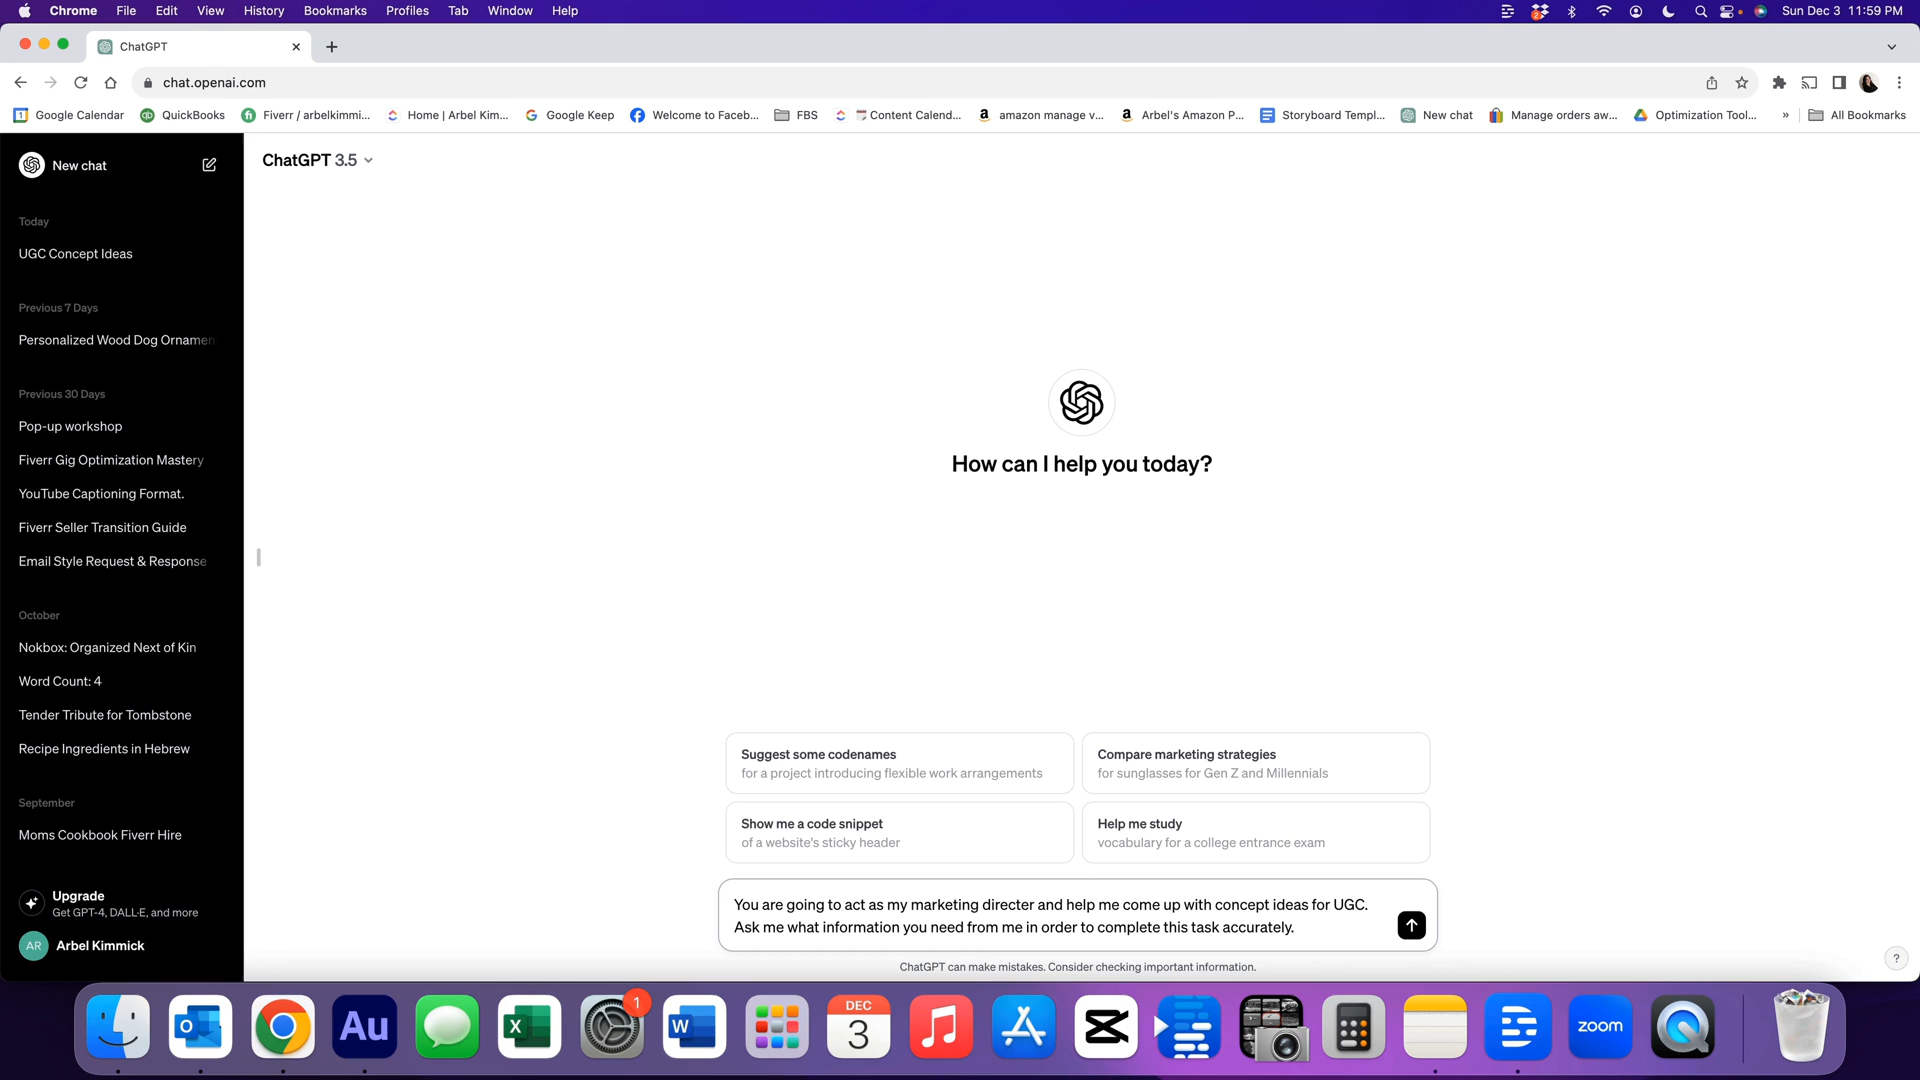 Chrome File Edit View History Bookmarks Profiles Tab Window Help
2
Sun Dec 3 11:59 PM
ChatGPT
chat.openai.com
1 Google Calendar
qb QuickBooks
fi Fiverr / arbelkimmi...
Home | Arbel Kim...
G Google Keep
Welcome to Faceb...
FBS
Content Calend...
a amazon manage v...
a Arbel's Amazon P...
Storyboard Templ...
New chat
Manage orders aw...
Optimization Tool...
»
All Bookmarks
New chat
Today
UGC Concept Ideas
Previous 7 Days
Personalized Wood Dog Ornamen
Previous 30 Days
Pop-up workshop
Fiverr Gig Optimization Mastery
YouTube Captioning Format.
Fiverr Seller Transition Guide
Email Style Request & Response
October
Nokbox: Organized Next of Kin
Word Count: 4
Tender Tribute for Tombstone
Recipe Ingredients in Hebrew
September
Moms Cookbook Fiverr Hire
Upgrade
Get GPT-4, DALL·E, and more
AR Arbel Kimmick
ChatGPT 3.5
How can I help you today?
Suggest some codenames
for a project introducing flexible work arrangements
Compare marketing strategies
for sunglasses for Gen Z and Millennials
Show me a code snippet
of a website's sticky header
Help me study
vocabulary for a college entrance exam
You are going to act as my marketing directer and help me come up with concept ideas for UGC.
Ask me what information you need from me in order to complete this task accurately.
ChatGPT can make mistakes. Consider checking important information.
?
O
Au
X
1
W
DEC
3
zoom